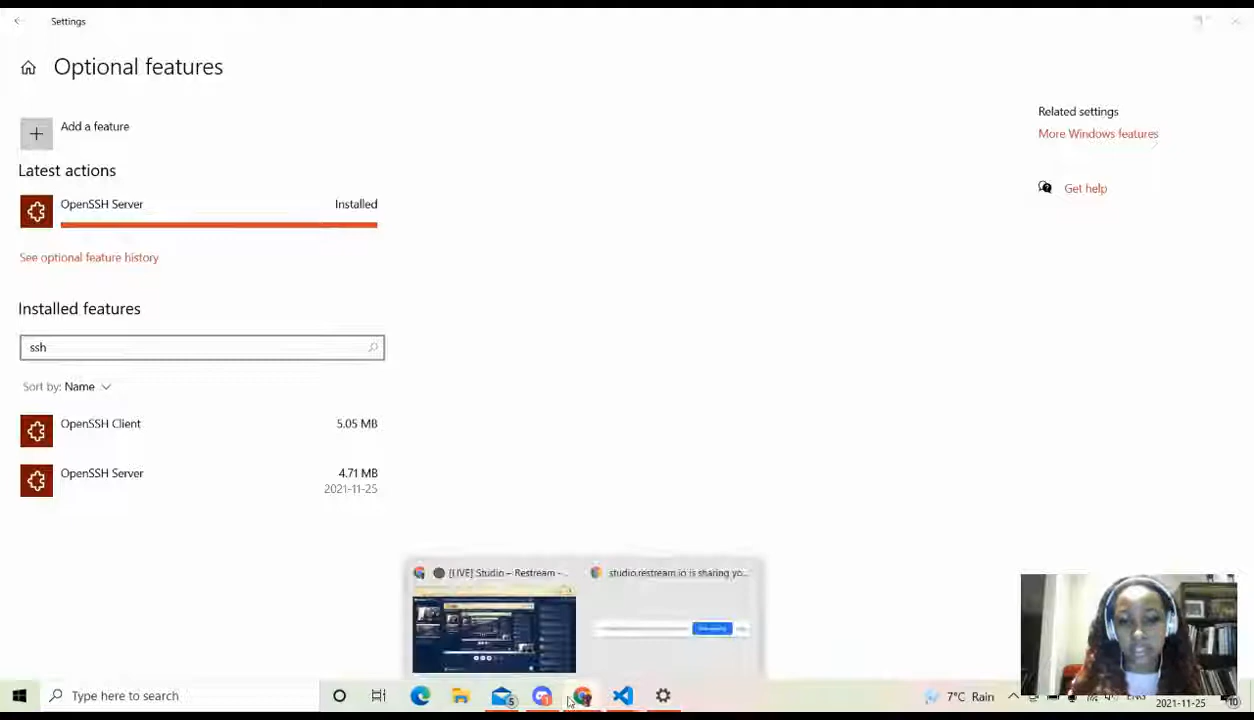 Settings
Optional features
Add a feature
Latest actions
OpenSSH Server
Installed
See optional feature history
Installed features
ssh
Sort by: Name
OpenSSH Client
5.05 MB
OpenSSH Server
4.71 MB
2021-11-25
Related settings
More Windows features
Get help
[LIVE] Studio – Restream -...
studio.restream.io is sharing yo...
Type here to search
5
7°C Rain
ENG
2021-11-25
10